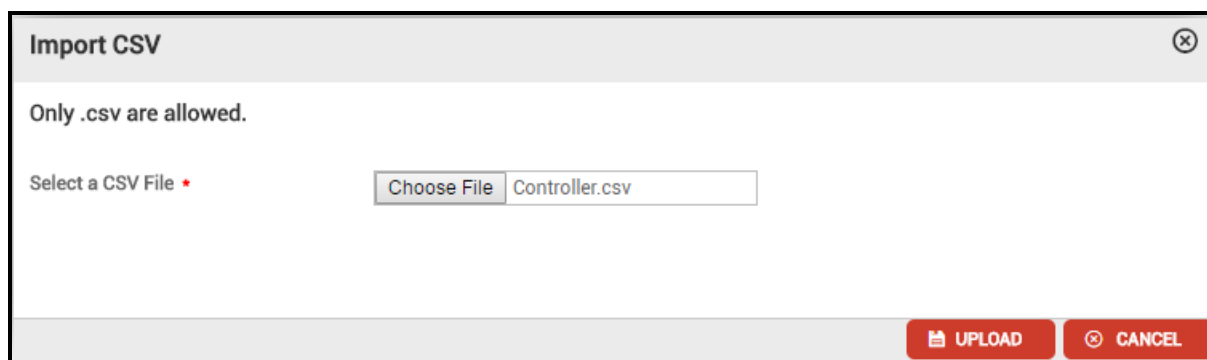 Import CSV
Only .csv are allowed.
Select a CSV File *
Choose File Controller.csv
UPLOAD CANCEL